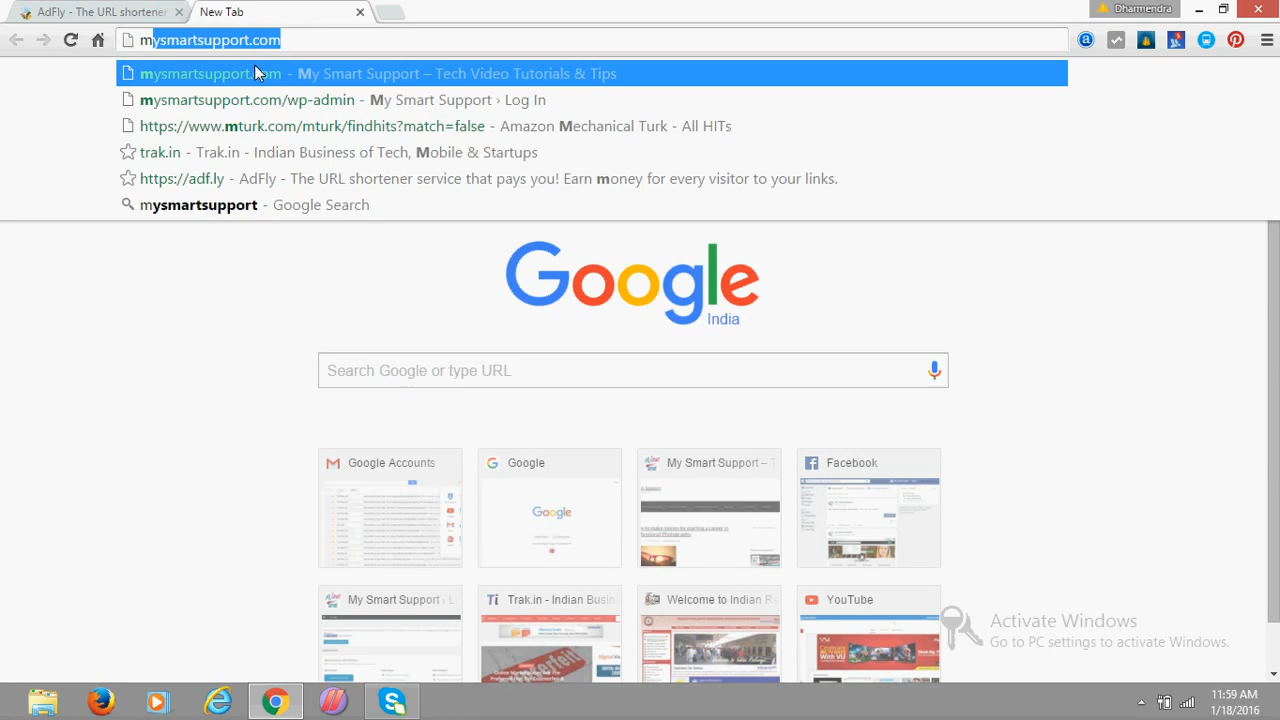 AdFly - The URL shortener
New Tab
Dharmendra
mysmartsupport.com
mysmartsupport.com - My Smart Support – Tech Video Tutorials & Tips
mysmartsupport.com/wp-admin - My Smart Support › Log In
https://www.mturk.com/mturk/findhits?match=false - Amazon Mechanical Turk - All HITs
trak.in - Trak.in - Indian Business of Tech, Mobile & Startups
https://adf.ly - AdFly - The URL shortener service that pays you! Earn money for every visitor to your links.
mysmartsupport - Google Search
Google
India
Search Google or type URL
Google Accounts
Google
My Smart Support – T
Facebook
Google
My Smart Support ‹ L
Trak.in - Indian Busin
Welcome to Indian R
YouTube
Activate Windows
Go to PC settings to activate Windows.
11:59 AM
1/18/2016